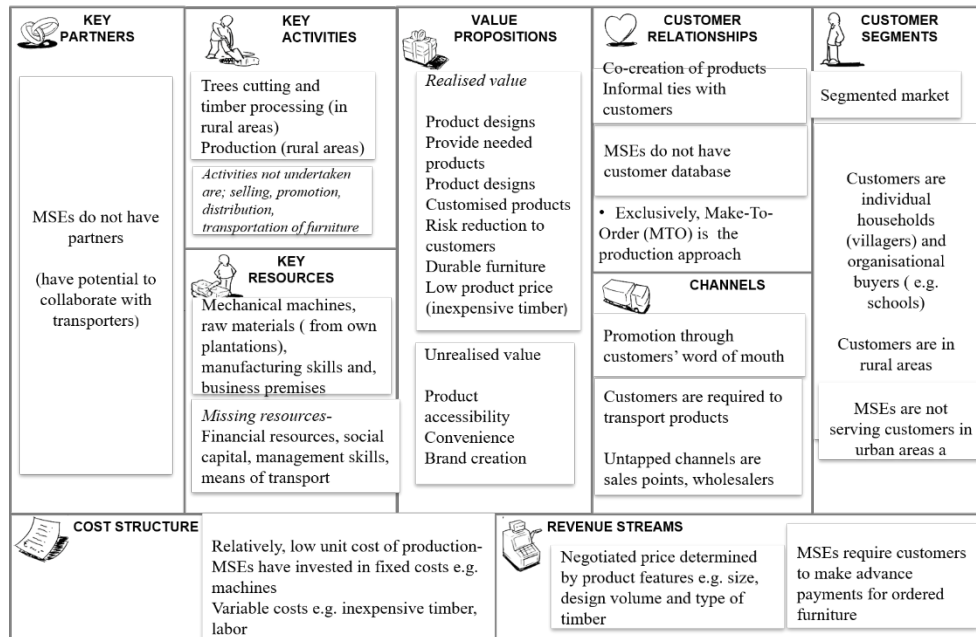 KEY
PARTNERS
MSEs do not have
partners
(have potential to
collaborate with
transporters)
KEY
ACTIVITIES
Trees cutting and
timber processing (in
rural areas)
Production (rural areas)
Activities not undertaken
are; selling, promotion,
distribution,
transportation of furniture
KEY
RESOURCES
Mechanical machines,
raw materials ( from own
plantations),
manufacturing skills and,
business premises
Missing resources-
Financial resources, social
capital, management skills,
means of transport
VALUE
PROPOSITIONS
Realised value
Product designs
Provide needed
products
Product designs
Customised products
Risk reduction to
customers
Durable furniture
Low product price
(inexpensive timber)
Unrealised value
Product
accessibility
Convenience
Brand creation
CUSTOMER
RELATIONSHIPS
Co-creation of products
Informal ties with
customers
MSEs do not have
customer database
• Exclusively, Make-To-
Order (MTO) is the
production approach
CHANNELS
Promotion through
customers' word of mouth
Customers are required to
transport products
Untapped channels are
sales points, wholesalers
CUSTOMER
SEGMENTS
Segmented market
Customers are
individual
households
(villagers) and
organisational
buyers ( e.g.
schools)
Customers are in
rural areas
MSEs are not
serving customers in
urban areas a
COST STRUCTURE
Relatively, low unit cost of production-
MSEs have invested in fixed costs e.g.
machines
Variable costs e.g. inexpensive timber,
labor
REVENUE STREAMS
Negotiated price determined
by product features e.g. size,
design volume and type of
timber
MSEs require customers
to make advance
payments for ordered
furniture